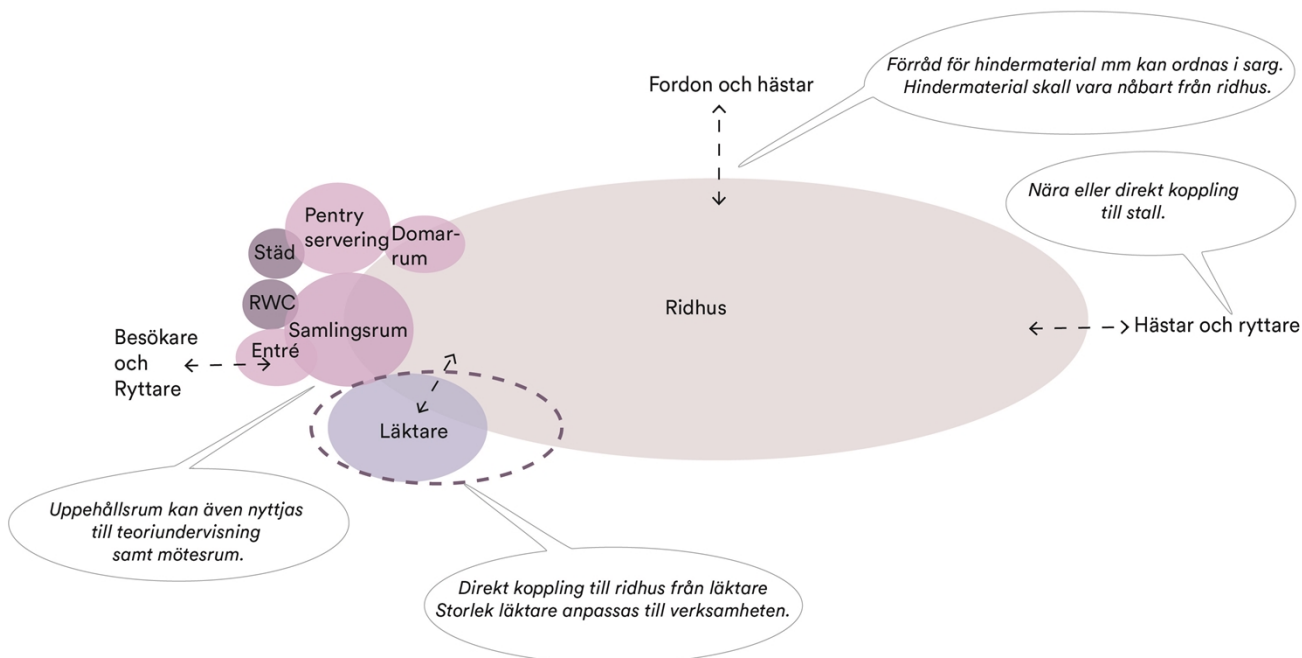 Förråd för hindermaterial mm kan ordnas i sarg.
Hindermaterial skall vara nåbart från ridhus.
Fordon och hästar
Nära eller direkt koppling
till stall.
Pentry
servering
Domar-
rum
Städ
RWC
Samlingsrum
Entré
Besökare
och
Ryttare
Ridhus
Hästar och ryttare
Läktare
Uppehållsrum kan även nyttjas
till teoriundervisning
samt mötesrum.
Direkt koppling till ridhus från läktare
Storlek läktare anpassas till verksamheten.